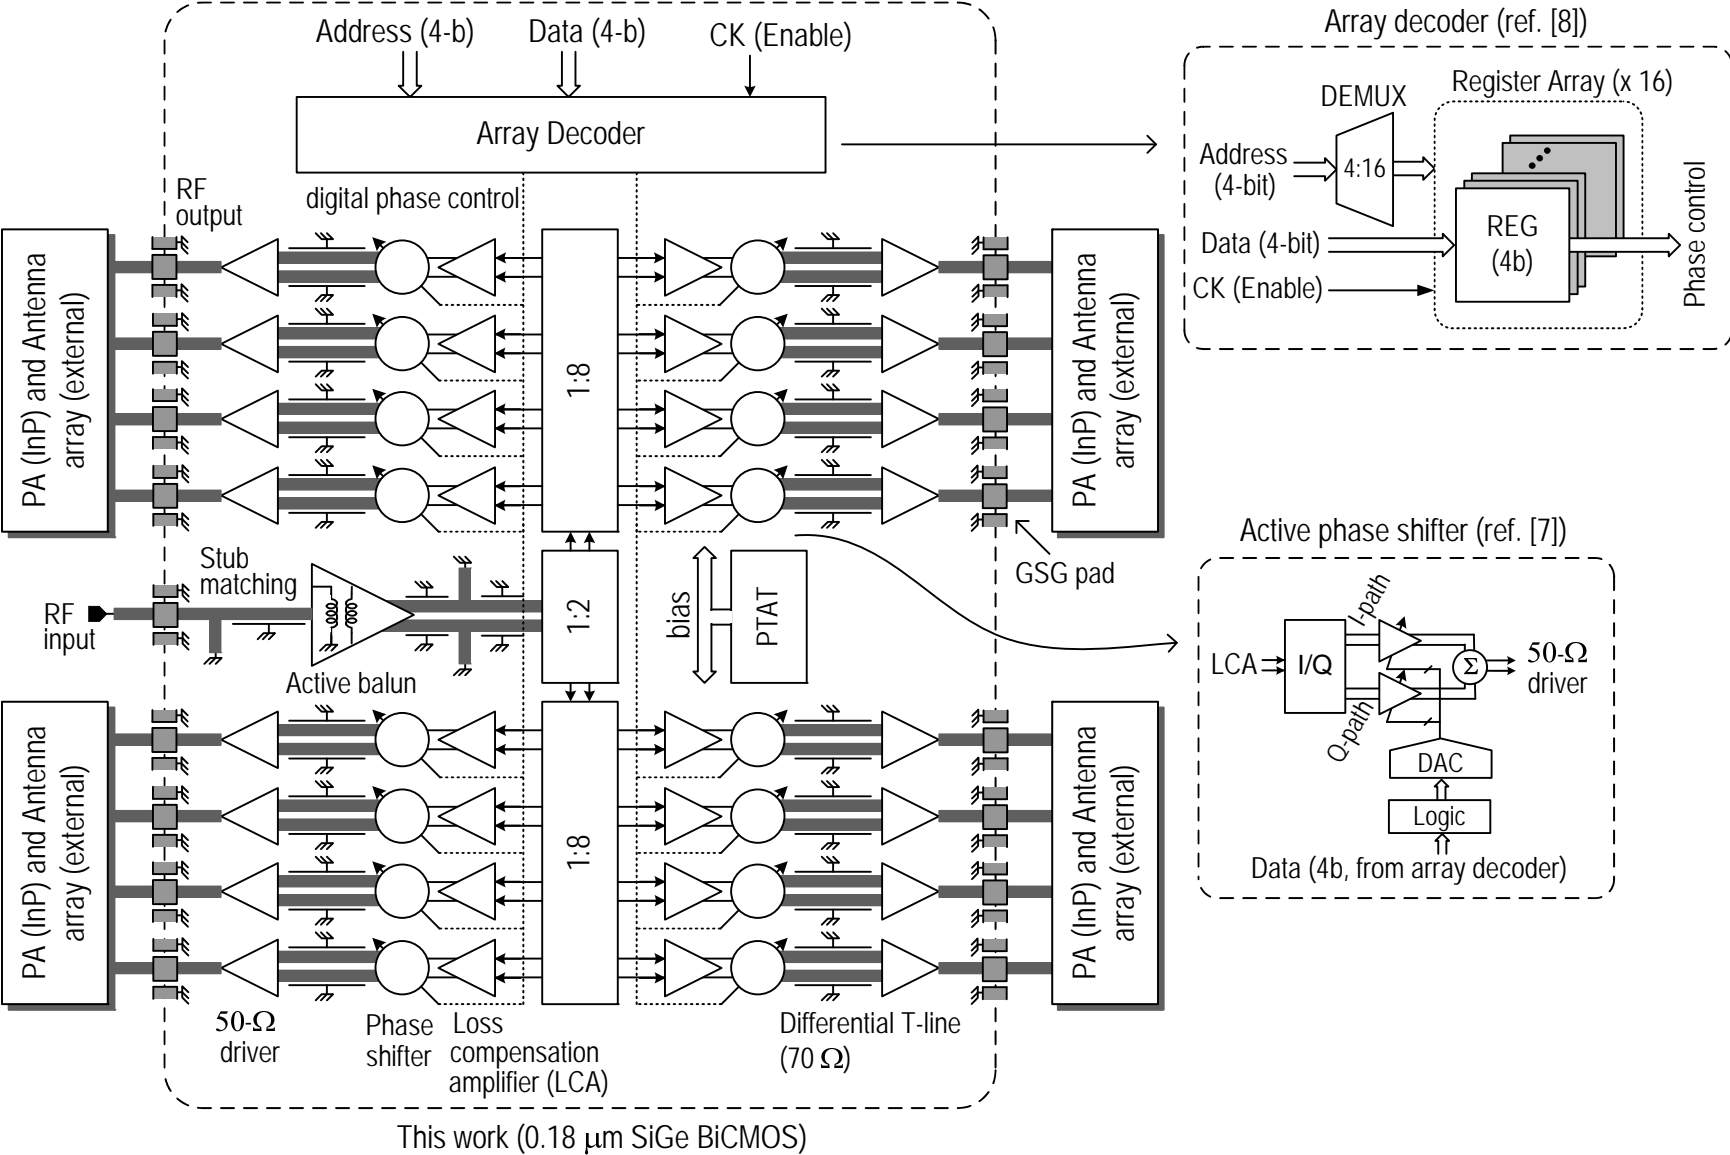 Address (4-b)
Data (4-b)
CK (Enable)
Array Decoder
digital phase control
RF
output
PA (InP) and Antenna
array (external)
1:8
PA (InP) and Antenna
array (external)
Stub
matching
RF
input
Active balun
1:2
bias
PTAT
GSG pad
PA (InP) and Antenna
array (external)
1:8
PA (InP) and Antenna
array (external)
50-Ω
driver
Phase
shifter
Loss
compensation
amplifier (LCA)
Differential T-line
(70 Ω)
This work (0.18 μm SiGe BiCMOS)
Array decoder (ref. [8])
Register Array (x 16)
DEMUX
Address
(4-bit)
4:16
Data (4-bit)
CK (Enable)
REG
(4b)
Phase control
Active phase shifter (ref. [7])
I-path
LCA
I/Q
Σ
50-Ω
driver
Q-path
DAC
Logic
Data (4b, from array decoder)